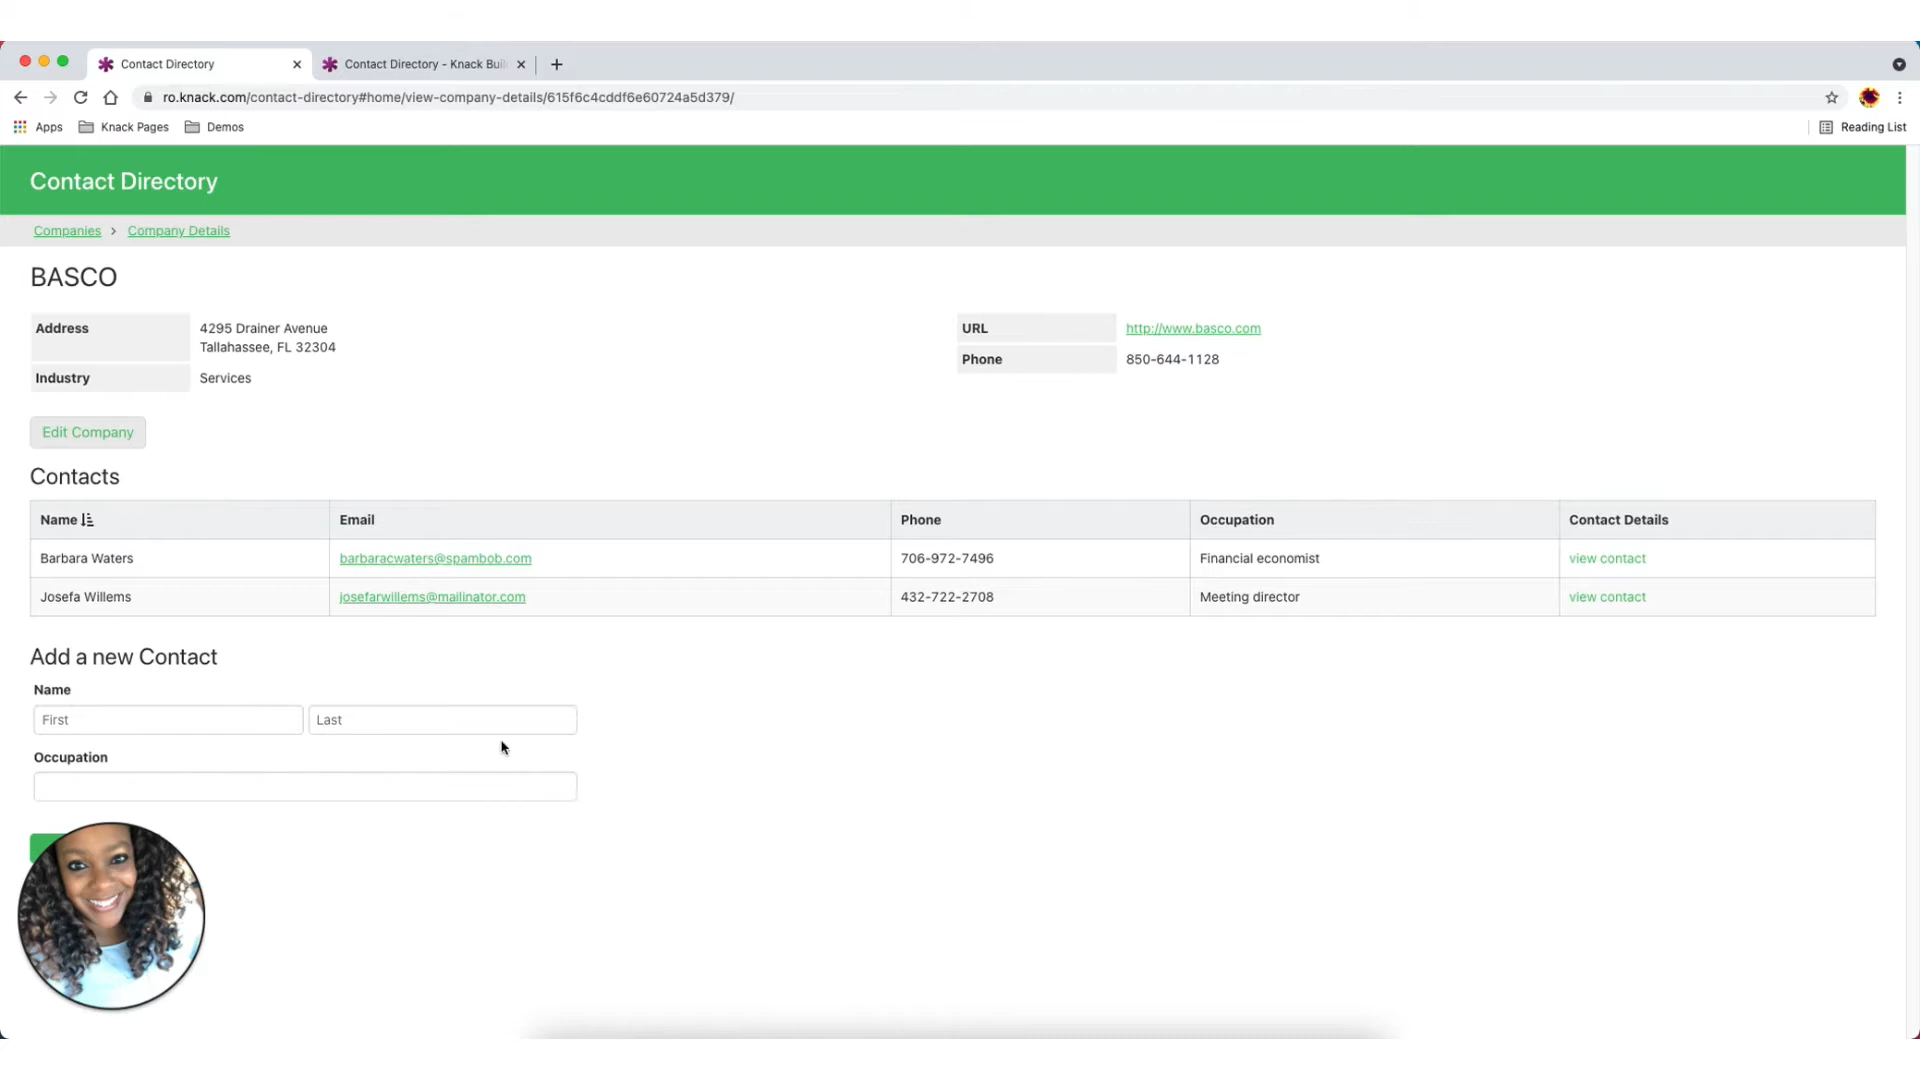 Contact Directory
Contact Directory - Knack Buil
ro.knack.com/contact-directory#home/view-company-details/615f6c4cddf6e60724a5d379/
Apps Knack Pages Demos Reading List
Contact Directory
Companies > Company Details
BASCO
Address 4295 Drainer Avenue
Tallahassee, FL 32304
Industry Services
URL http://www.basco.com
Phone 850-644-1128
Edit Company
Contacts
Name Email Phone Occupation Contact Details
Barbara Waters barbaracwaters@spambob.com 706-972-7496 Financial economist view contact
Josefa Willems josefarwillems@mailinator.com 432-722-2708 Meeting director view contact
Add a new Contact
Name
First Last
Occupation